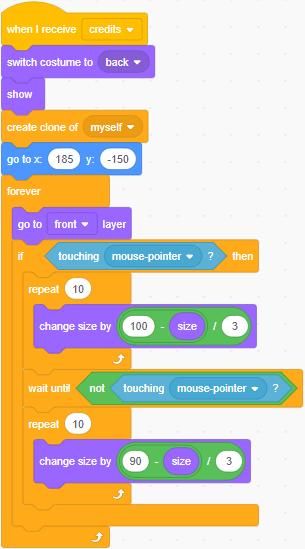 when I receive credits
switch costume to back
show
create clone of myself
go to x: 185 y: -150
forever
go to front layer
if touching mouse-pointer ? then
repeat 10
change size by 100 - size / 3
wait until not touching mouse-pointer ?
repeat 10
change size by 90 - size / 3